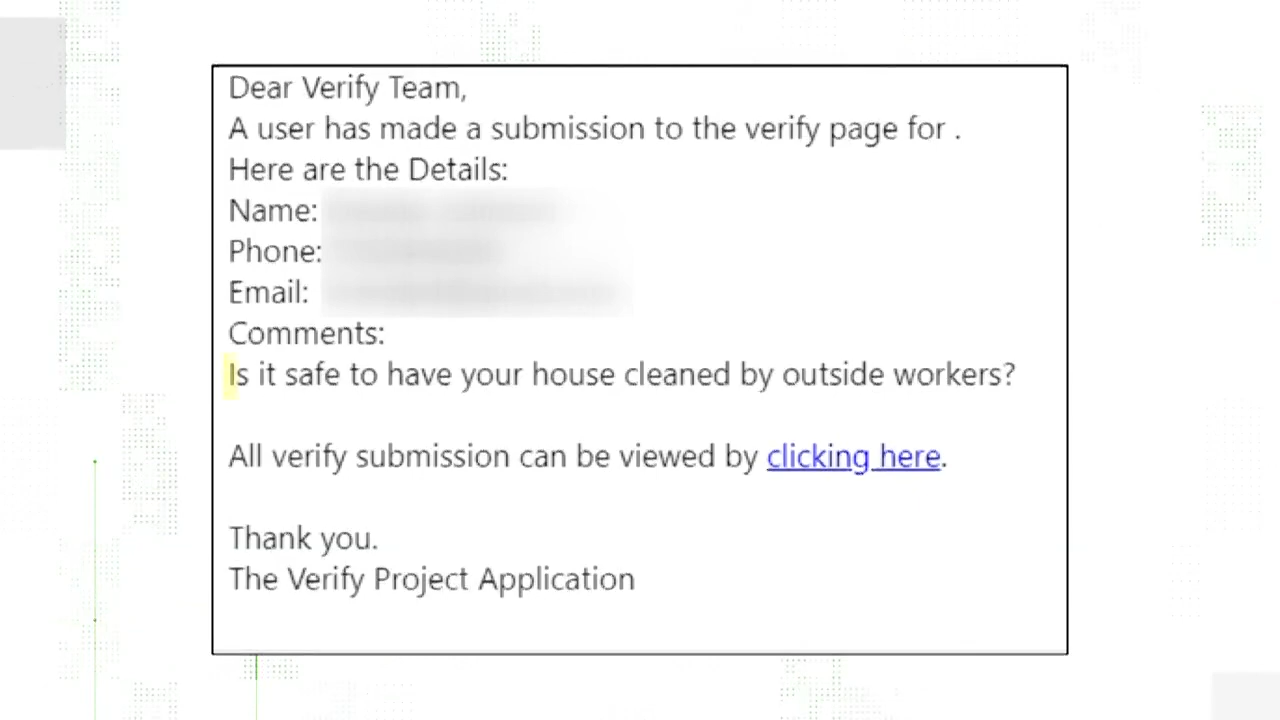 Dear Verify Team,
A user has made a submission to the verify page for .
Here are the Details:
Name:
Phone:
Email:
Comments:
Is it safe to have your house cleaned by outside workers?
All verify submission can be viewed by clicking here.
Thank you.
The Verify Project Application